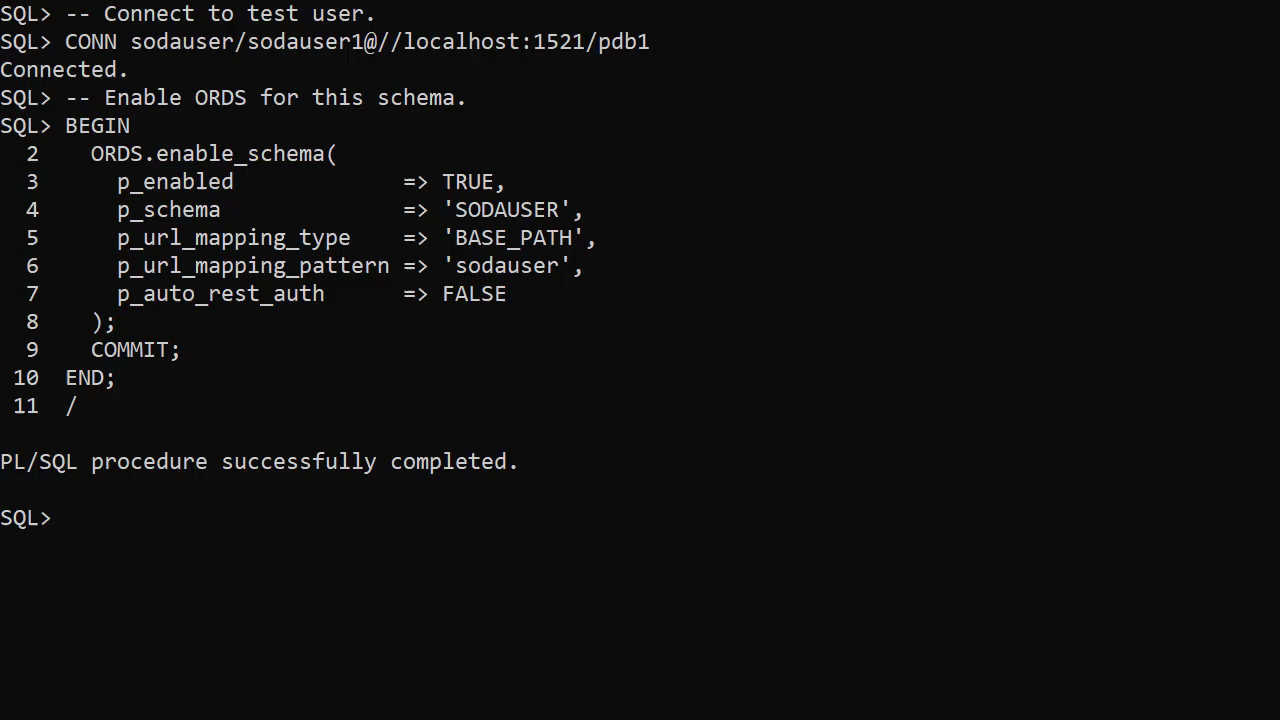 SQL> -- Connect to test user.
SQL> CONN sodauser/sodauser1@//localhost:1521/pdb1
Connected.
SQL> -- Enable ORDS for this schema.
SQL> BEGIN
  2    ORDS.enable_schema(
  3      p_enabled             => TRUE,
  4      p_schema              => 'SODAUSER',
  5      p_url_mapping_type    => 'BASE_PATH',
  6      p_url_mapping_pattern => 'sodauser',
  7      p_auto_rest_auth      => FALSE
  8    );
  9    COMMIT;
 10  END;
 11  /
PL/SQL procedure successfully completed.
SQL>